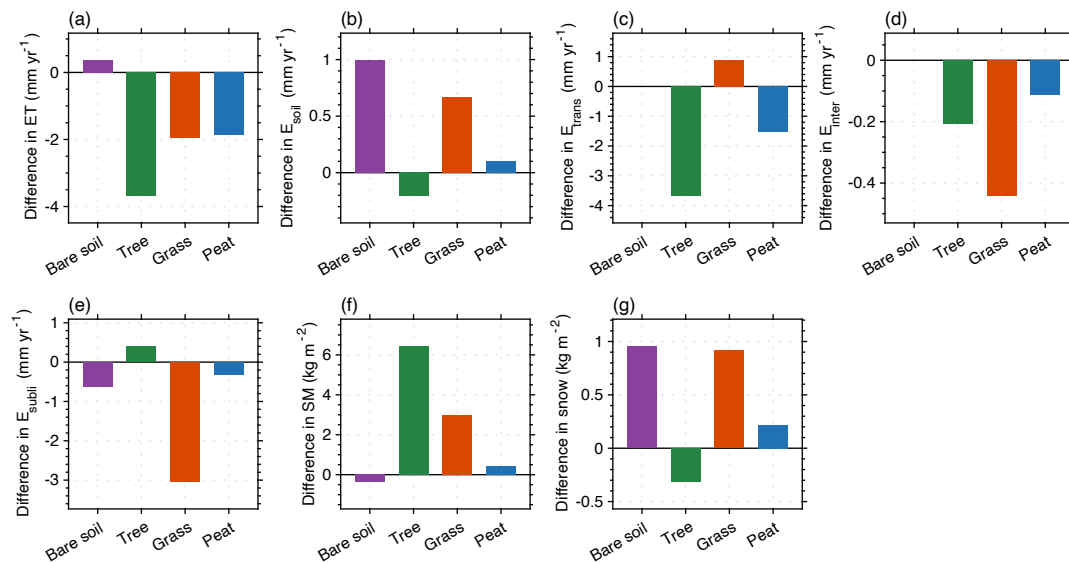 (a)
Difference in ET (mm yr⁻¹)
0
-2
-4
Bare soil
Tree
Grass
Peat
(b)
Difference in E_soil (mm yr⁻¹)
1
0.5
0
Bare soil
Tree
Grass
Peat
(c)
Difference in E_trans (mm yr⁻¹)
1
0
-1
-2
-3
-4
Bare soil
Tree
Grass
Peat
(d)
Difference in E_inter (mm yr⁻¹)
0
-0.2
-0.4
Bare soil
Tree
Grass
Peat
(e)
Difference in E_subli (mm yr⁻¹)
1
0
-1
-2
-3
Bare soil
Tree
Grass
Peat
(f)
Difference in SM (kg m⁻²)
6
4
2
0
Bare soil
Tree
Grass
Peat
(g)
Difference in snow (kg m⁻²)
1
0.5
0
-0.5
Bare soil
Tree
Grass
Peat